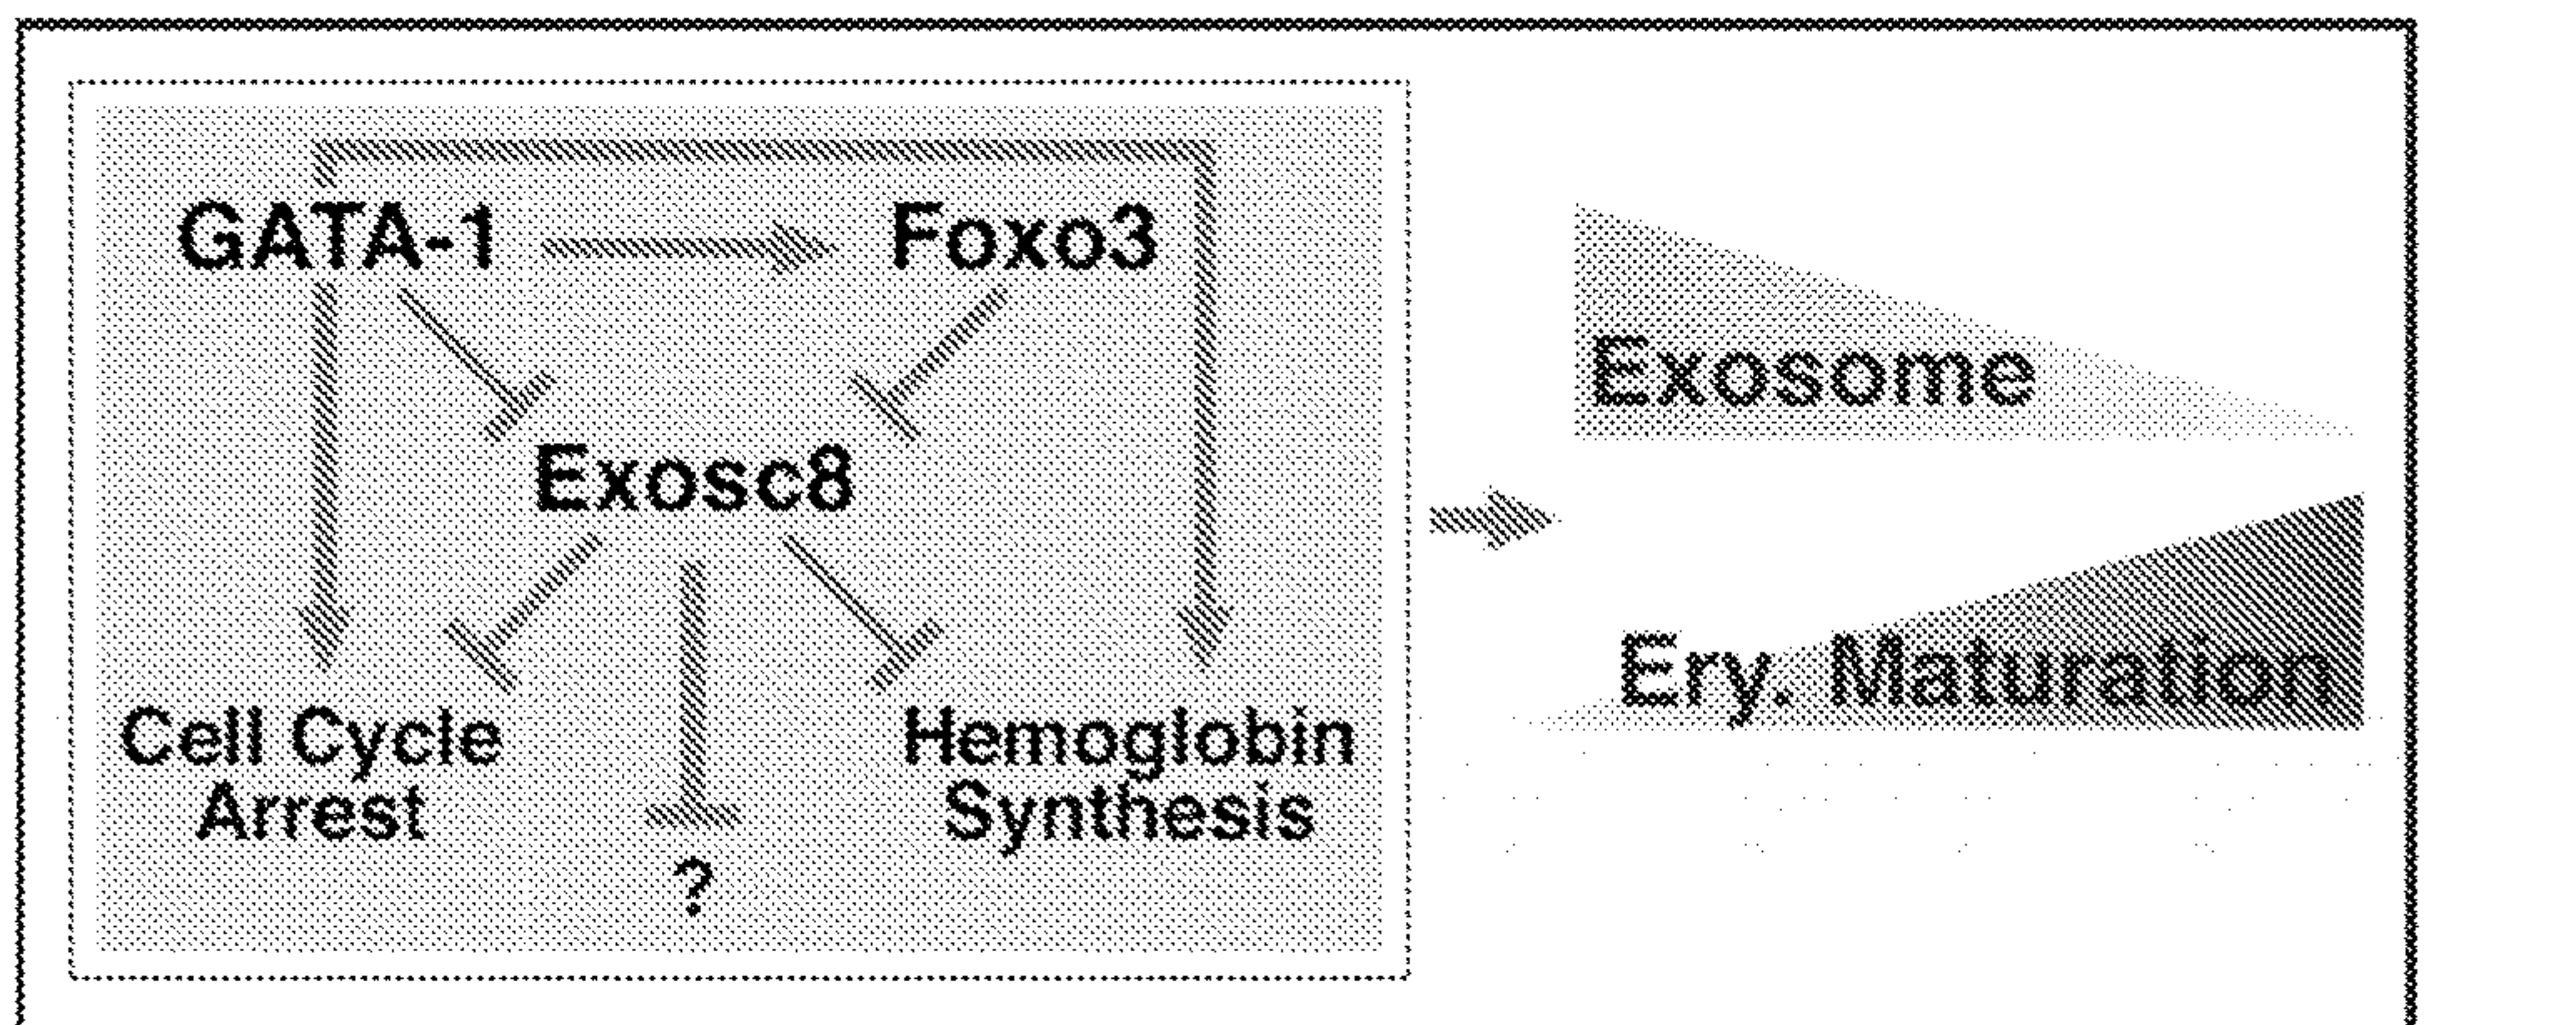 GATA-1
Foxo3
Exosc8
Cell Cycle
Arrest
?
Hemoglobin
Synthesis
Exosome
Ery. Maturation